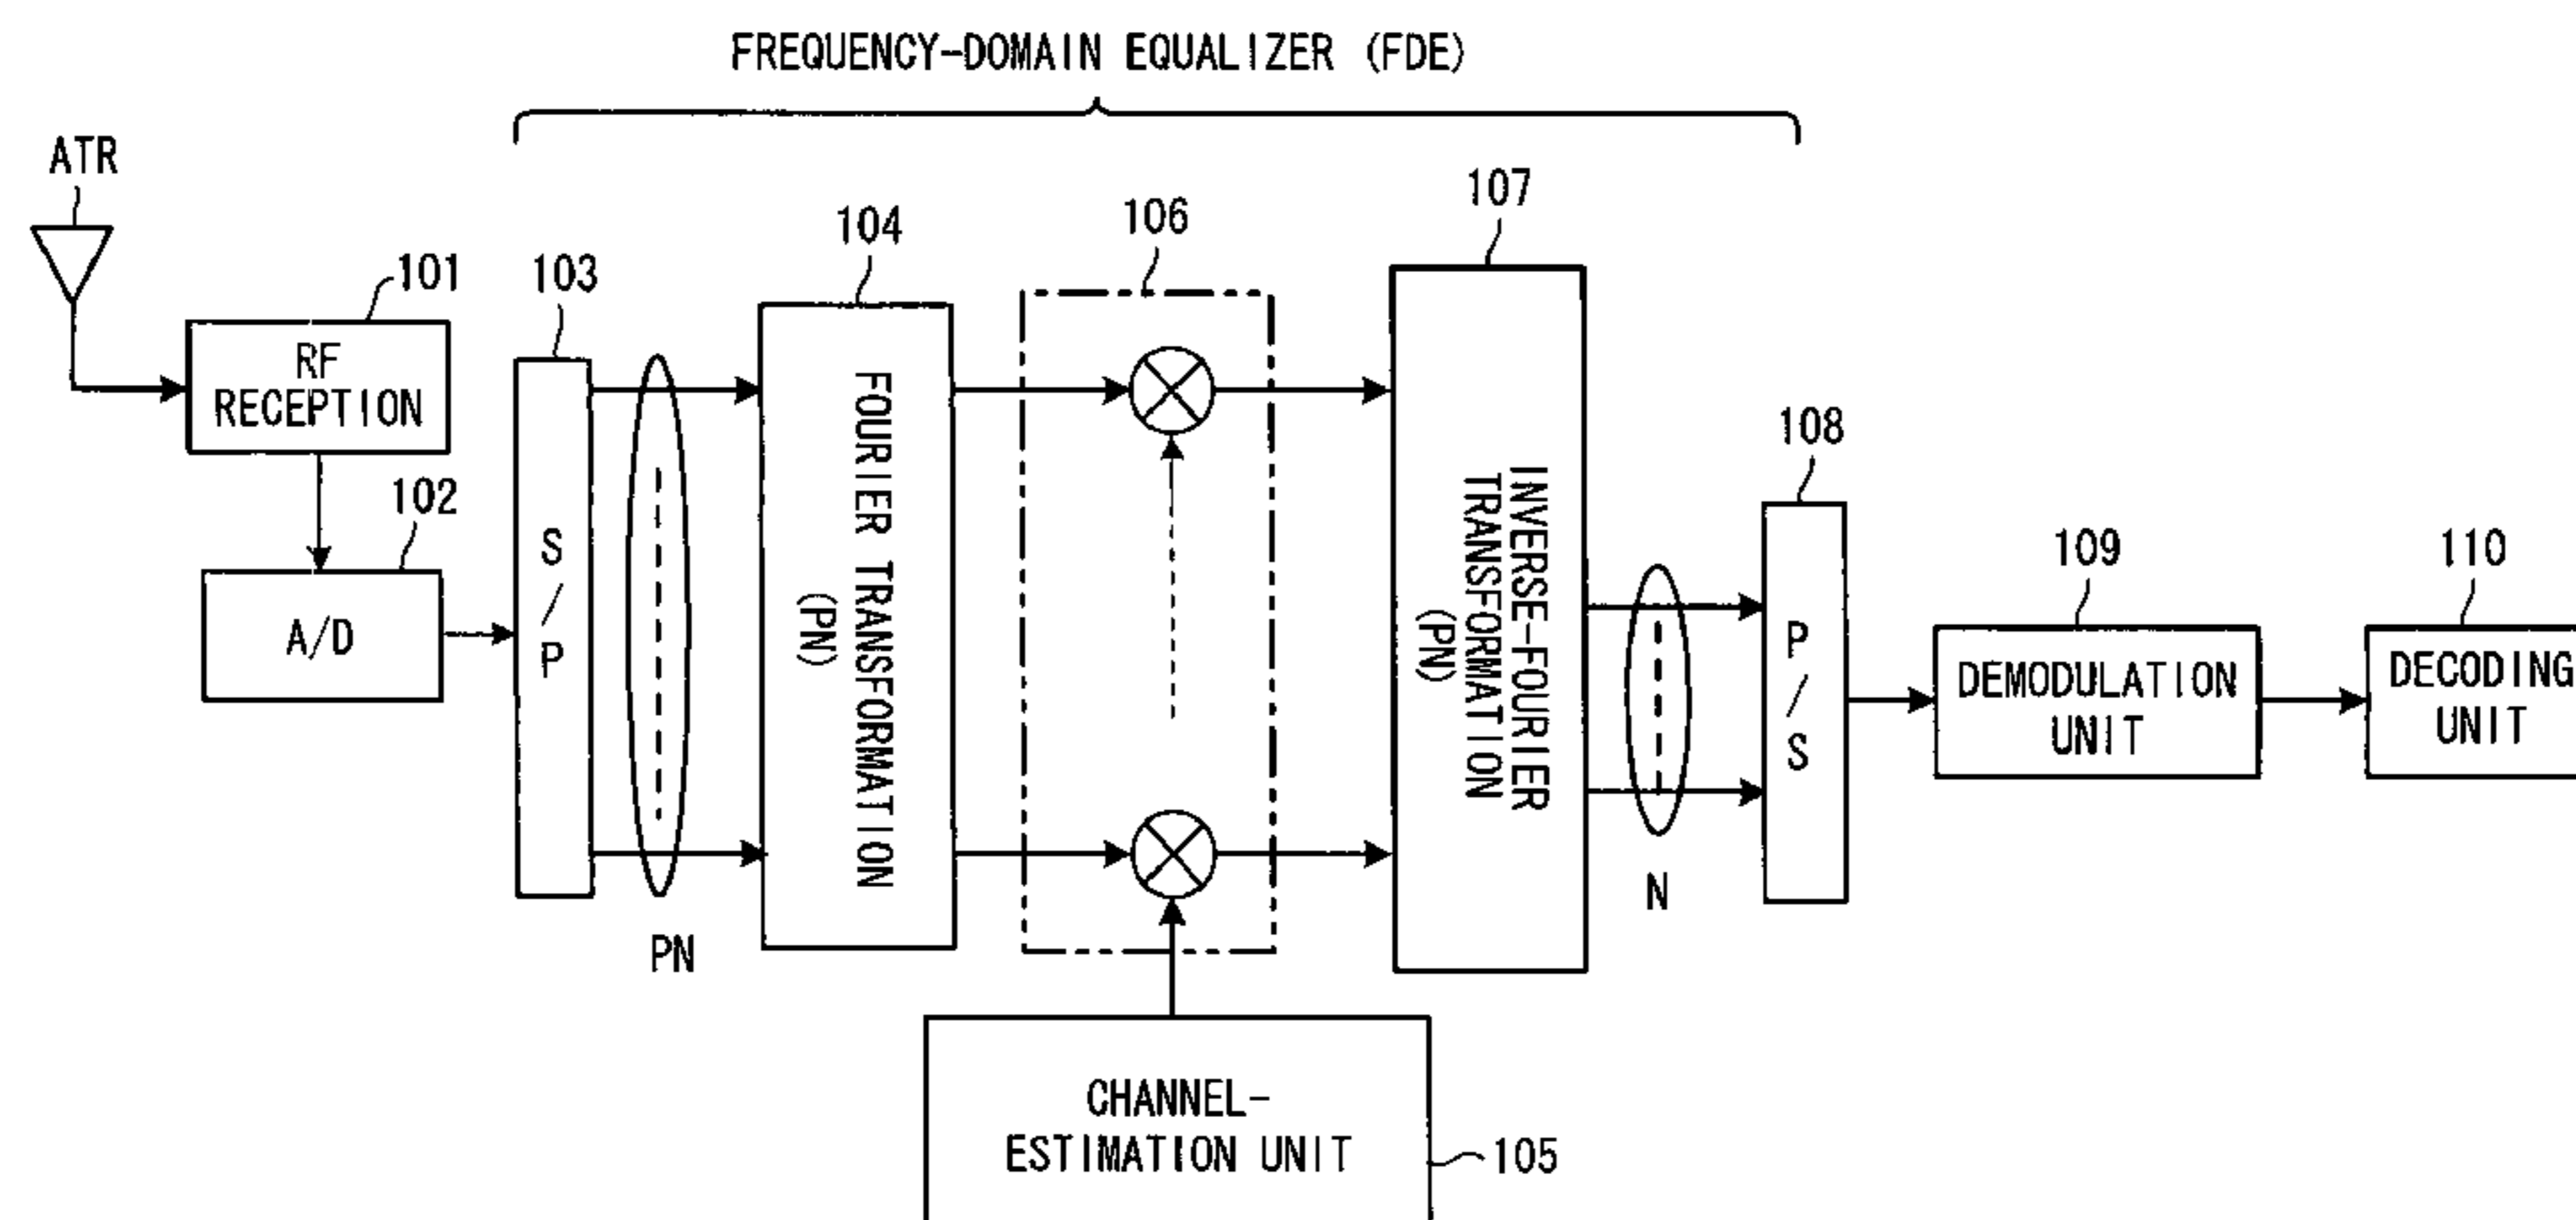 FREQUENCY-DOMAIN EQUALIZER (FDE)
ATR
101
RF
RECEPTION
102
A/D
103
S/P
PN
104
FOURIER TRANSFORMATION
(PN)
106
107
INVERSE-FOURIER
TRANSFORMATION
(PN)
N
108
P/S
109
DEMODULATION
UNIT
110
DECODING
UNIT
CHANNEL-
ESTIMATION UNIT
105